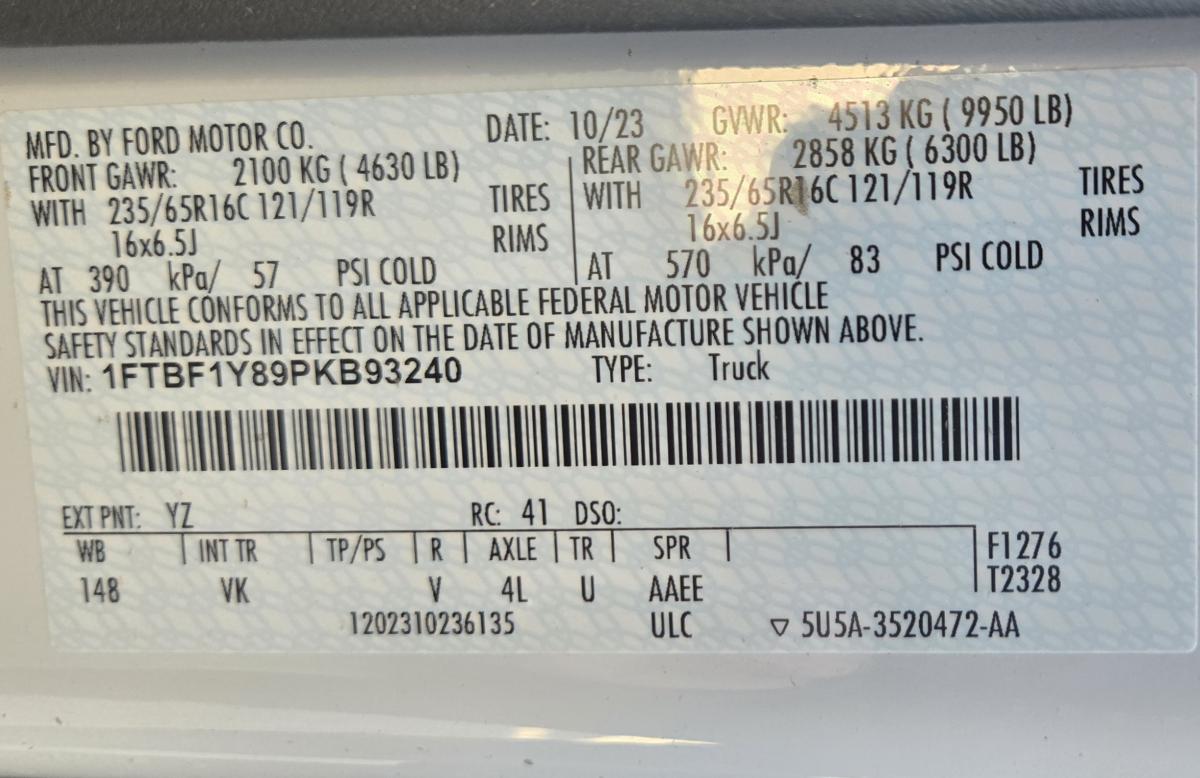 MFD. BY FORD MOTOR CO. DATE: 10/23 GVWR: 4513 KG ( 9950 LB)
FRONT GAWR: 2100 KG ( 4630 LB) REAR GAWR: 2858 KG ( 6300 LB)
WITH 235/65R16C 121/119R TIRES WITH 235/65R16C 121/119R TIRES
16x6.5J RIMS 16x6.5J RIMS
AT 390 kPa/ 57 PSI COLD AT 570 kPa/ 83 PSI COLD
THIS VEHICLE CONFORMS TO ALL APPLICABLE FEDERAL MOTOR VEHICLE
SAFETY STANDARDS IN EFFECT ON THE DATE OF MANUFACTURE SHOWN ABOVE.
VIN: 1FTBF1Y89PKB93240 TYPE: Truck
EXT PNT: YZ RC: 41 DSO:
WB INT TR TP/PS R AXLE TR SPR F1276
148 VK V 4L U AAEE T2328
1202310236135 ULC ▽ 5U5A-3520472-AA